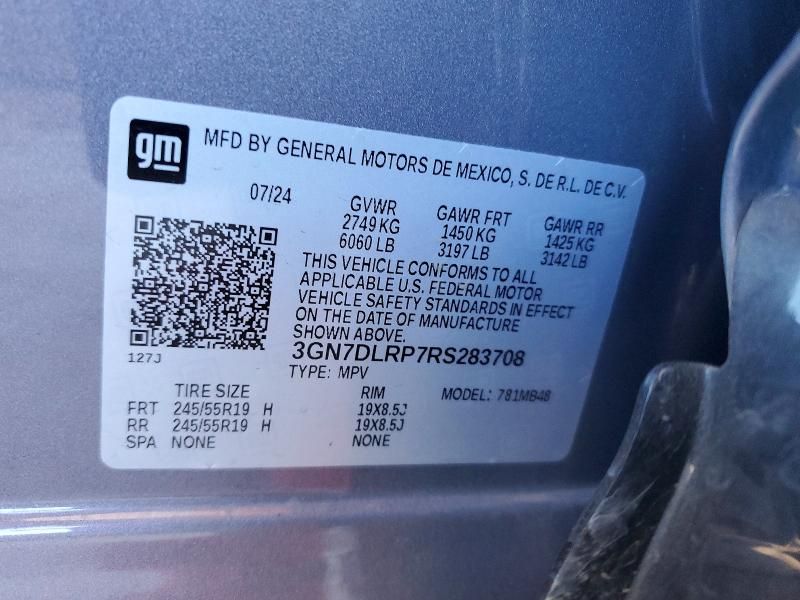 gm
MFD BY GENERAL MOTORS DE MEXICO, S. DE R.L. DE C.V.
07/24 GVWR GAWR FRT GAWR RR
2749 KG 1450 KG 1425 KG
6060 LB 3197 LB 3142 LB
THIS VEHICLE CONFORMS TO ALL
APPLICABLE U.S. FEDERAL MOTOR
VEHICLE SAFETY STANDARDS IN EFFECT
ON THE DATE OF MANUFACTURE
SHOWN ABOVE.
127J
3GN7DLRP7RS283708
TYPE: MPV
TIRE SIZE RIM MODEL: 781MB48
FRT 245/55R19 H 19X8.5J
RR 245/55R19 H 19X8.5J
SPA NONE NONE